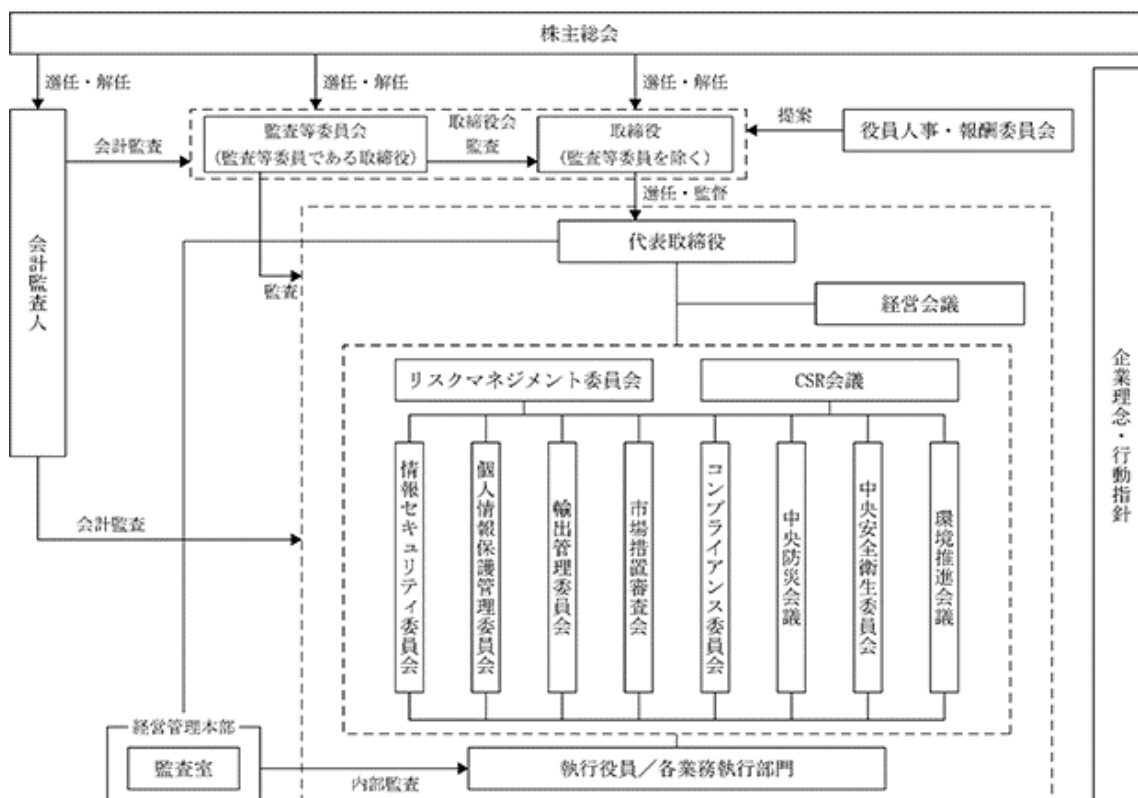 株主総会
選任・解任
選任・解任
選任・解任
会計監査人
会計監査
監査等委員会
(監査等委員である取締役)
取締役会
監査
取締役
(監査等委員を除く)
提案
役員人事・報酬委員会
選任・監督
代表取締役
監査
経営会議
企業理念・行動指針
リスクマネジメント委員会
CSR会議
会計監査
情報セキュリティ委員会
個人情報保護管理委員会
輸出管理委員会
市場措置審査会
コンプライアンス委員会
中央防災会議
中央安全衛生委員会
環境推進会議
経営管理本部
監査室
内部監査
執行役員／各業務執行部門